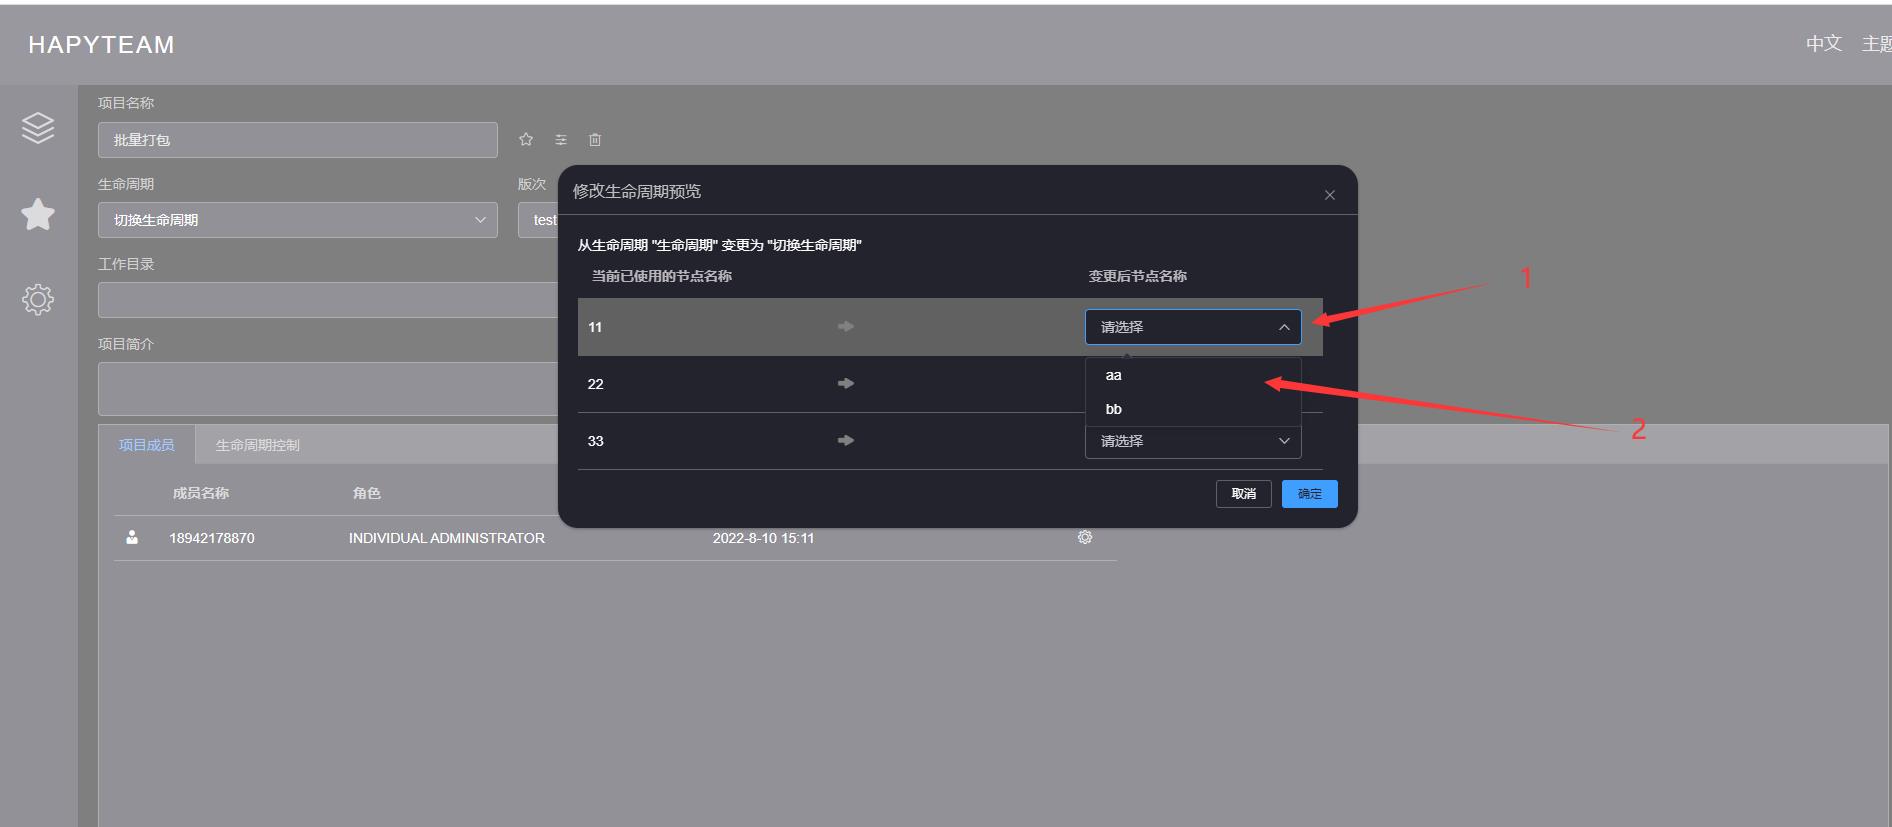 HAPYTEAM
中文 主题
项目名称
批量打包
生命周期 版次
切换生命周期 test
工作目录
项目简介
项目成员 生命周期控制
成员名称 角色
18942178870 INDIVIDUAL ADMINISTRATOR 2022-8-10 15:11
修改生命周期预览
从生命周期 "生命周期" 变更为 "切换生命周期"
当前已使用的节点名称 变更后节点名称
11 请选择
22 aa
bb
33 请选择
取消 确定
1
2